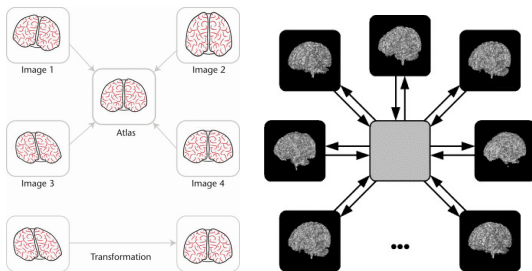 Image 1
Image 2
Atlas
Image 3
Image 4
Transformation